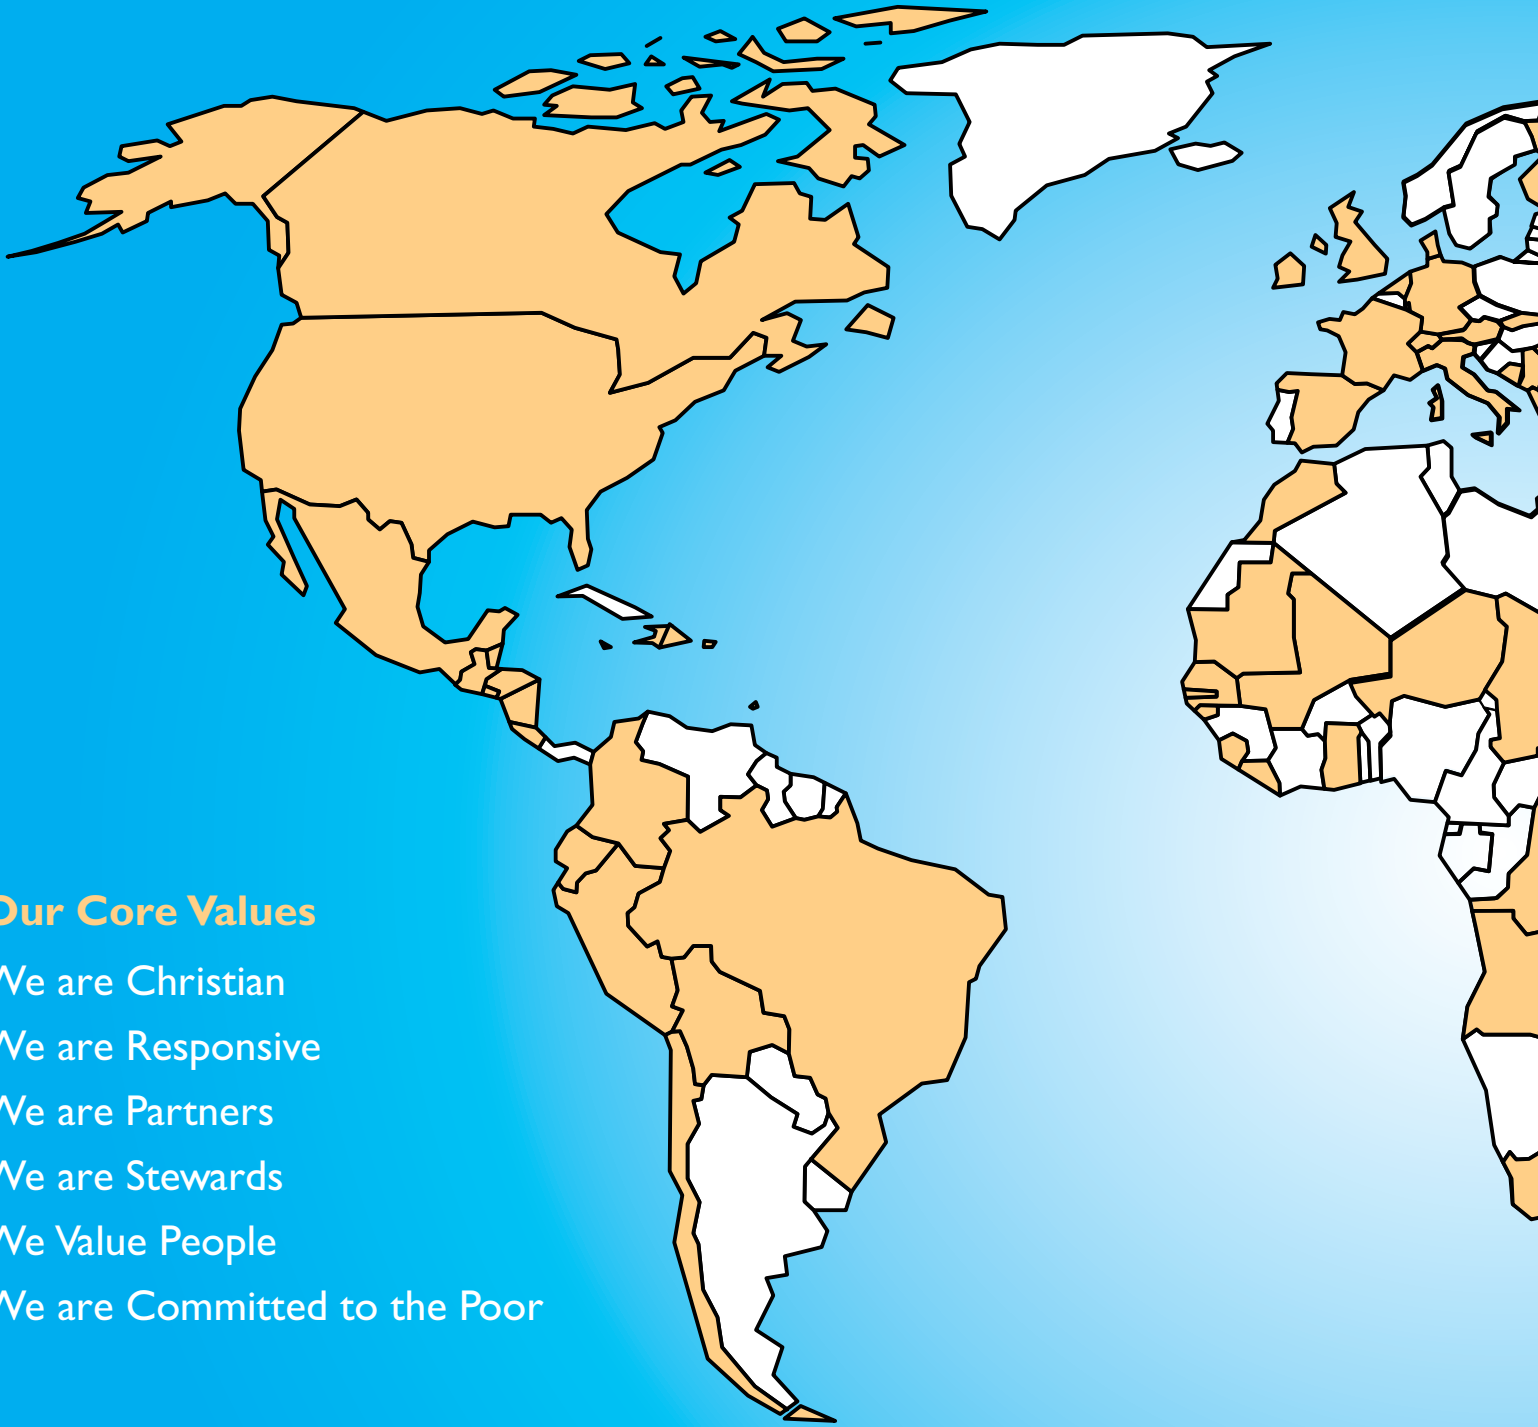 Our Core Values
We are Christian
We are Responsive
We are Partners
We are Stewards
We Value People
We are Committed to the Poor